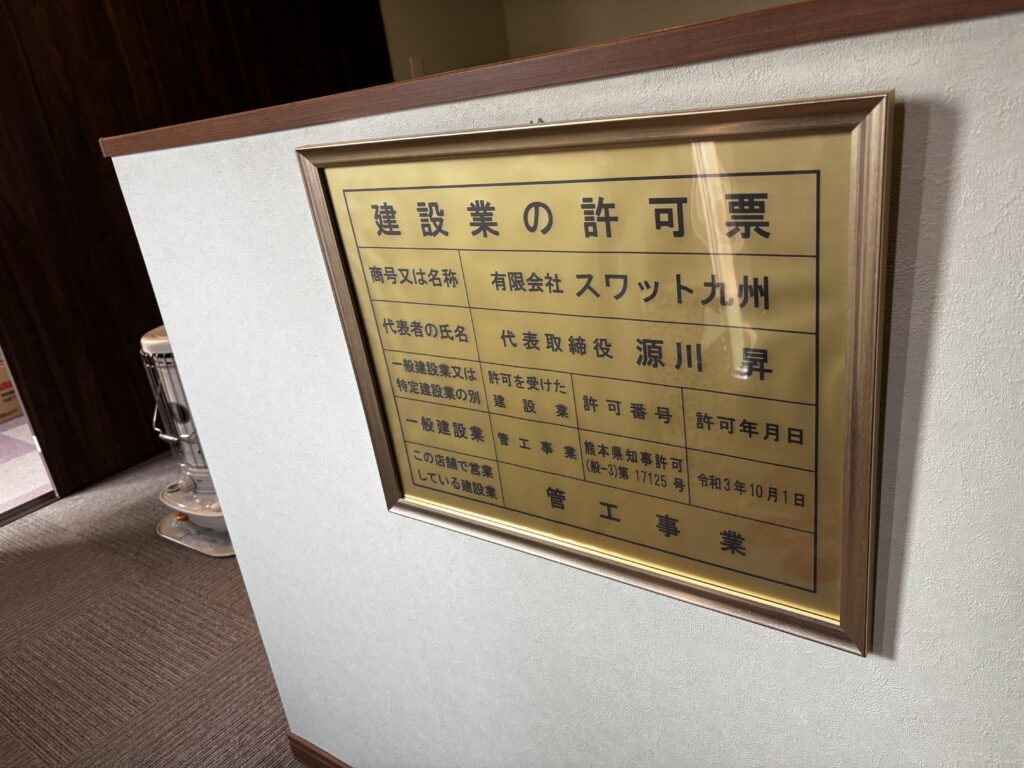 建設業の許可票
商号又は名称
有限会社 スワット九州
代表者の氏名
代表取締役 源川 昇
一般建設業又は
特定建設業の別
許可を受けた
建設業
許可番号
許可年月日
一般建設業
管工事業
熊本県知事許可
(般-3)第 17125 号
令和3年10月1日
この店舗で営業
している建設業
管工事業